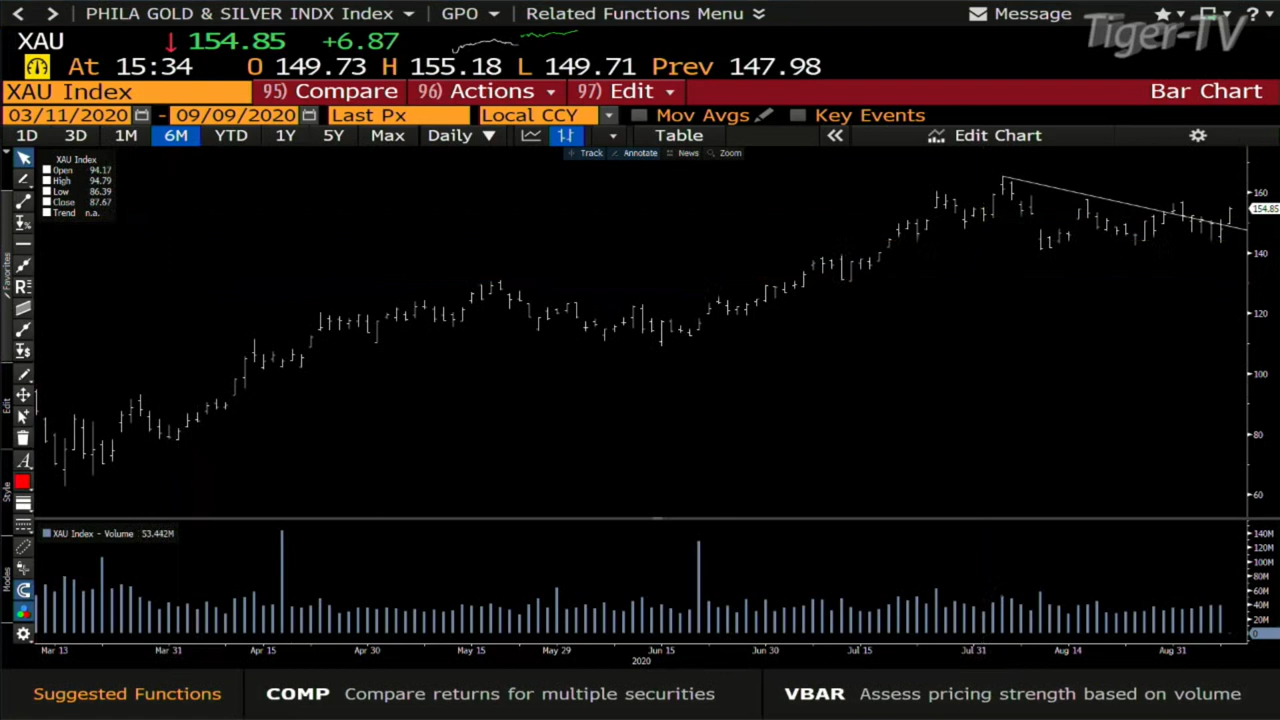 PHILA GOLD & SILVER INDX Index GPO Related Functions Menu Message ?
Tiger-TV
XAU 154.85 +6.87
At 15:34 O 149.73 H 155.18 L 149.71 Prev 147.98
XAU Index 95) Compare 96) Actions 97) Edit Bar Chart
03/11/2020 - 09/09/2020 Last Px Local CCY Mov Avgs Key Events
1D 3D 1M 6M YTD 1Y 5Y Max Daily Table Edit Chart
Track Annotate News Zoom
XAU Index
Open 94.17
High 94.79
Low 86.39
Close 87.67
Trend n.a.
Favorites
Edit
Style
Modes
160
154.85
140
120
100
80
60
XAU Index - Volume 53.442M
140M
120M
100M
80M
60M
40M
20M
0
Mar 13 Mar 31 Apr 15 Apr 30 May 15 May 29 Jun 15 Jun 30 Jul 15 Jul 31 Aug 14 Aug 31
2020
Suggested Functions COMP Compare returns for multiple securities VBAR Assess pricing strength based on volume